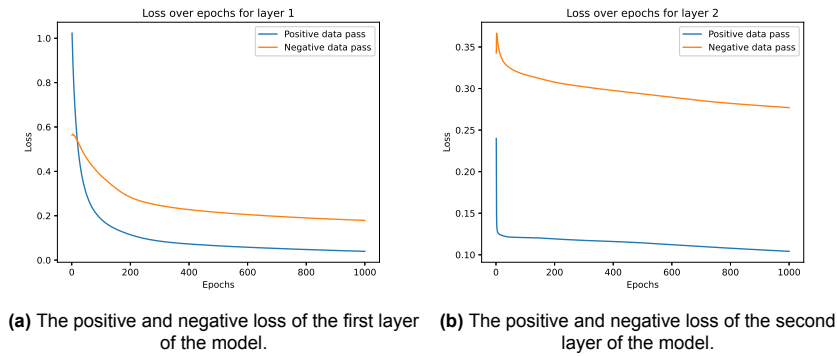 Loss over epochs for layer 1
Positive data pass
Negative data pass
1.0
0.8
0.6
0.4
0.2
0.0
Loss
0 200 400 600 800 1000
Epochs
(a) The positive and negative loss of the first layer
of the model.
Loss over epochs for layer 2
Positive data pass
Negative data pass
0.35
0.30
0.25
0.20
0.15
0.10
Loss
0 200 400 600 800 1000
Epochs
(b) The positive and negative loss of the second
layer of the model.